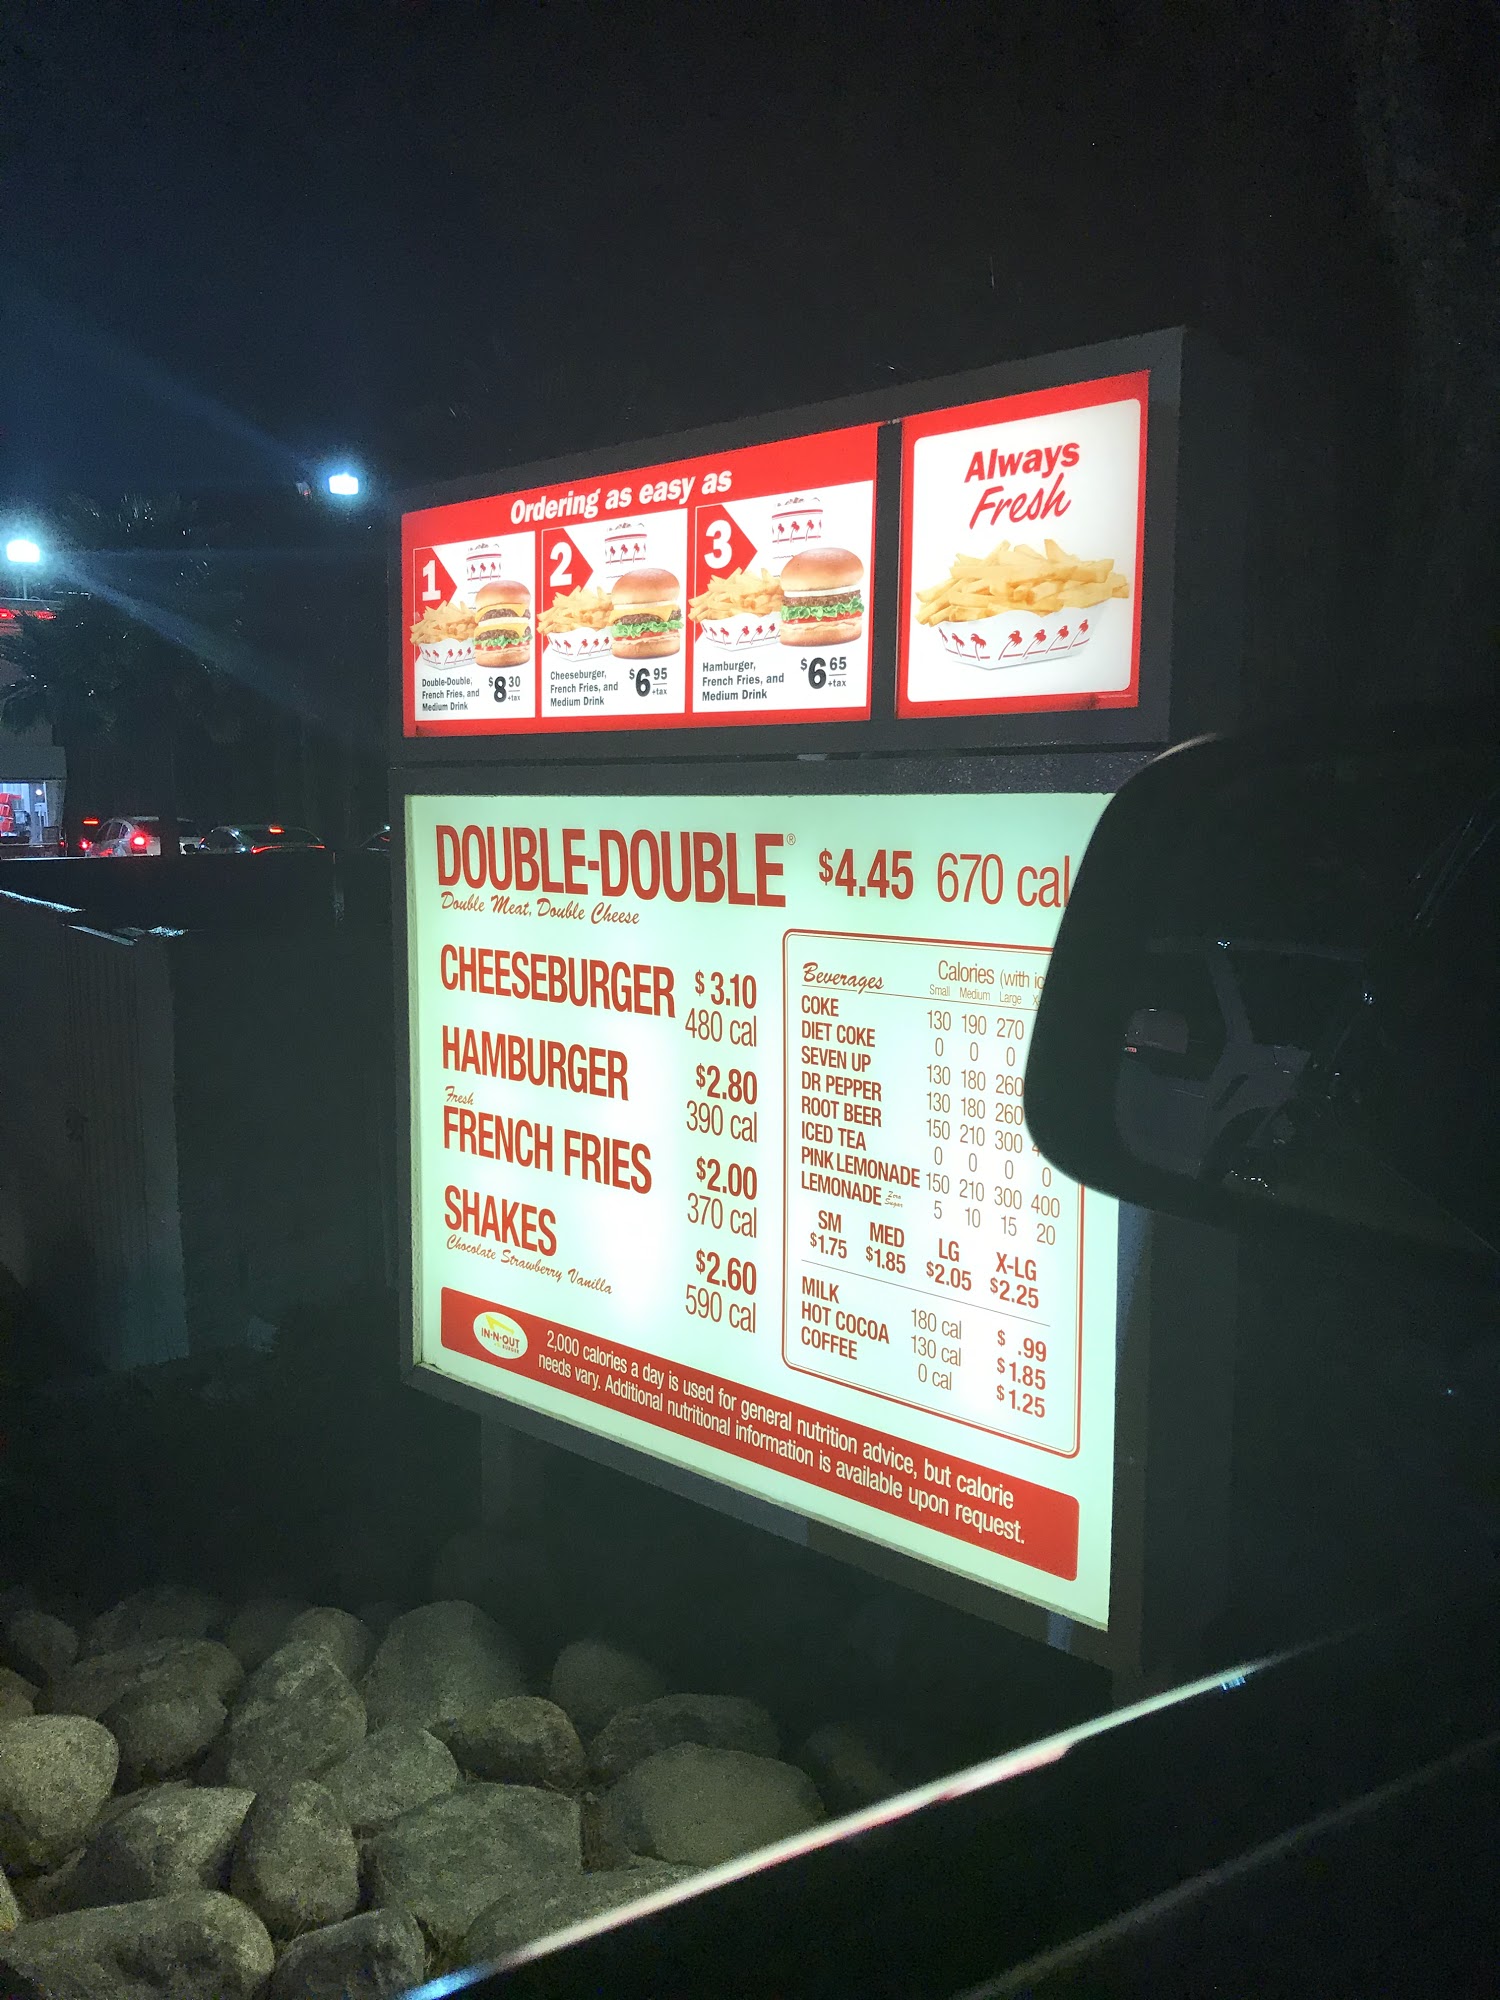 Ordering as easy as
1
Double-Double,
French Fries, and
Medium Drink
$8 30
+tax
2
Cheeseburger,
French Fries, and
Medium Drink
$6 95
+tax
3
Hamburger,
French Fries, and
Medium Drink
$6 65
+tax
Always
Fresh
DOUBLE-DOUBLE® $4.45 670 cal
Double Meat, Double Cheese
CHEESEBURGER $3.10
480 cal
HAMBURGER $2.80
390 cal
Fresh
FRENCH FRIES $2.00
370 cal
SHAKES $2.60
Chocolate Strawberry Vanilla 590 cal
Beverages Calories (with
Small Medium Large
COKE 130 190 270
DIET COKE 0 0 0
SEVEN UP 130 180 260
DR PEPPER 130 180 260
ROOT BEER 150 210 300
ICED TEA 0 0 0 0
PINK LEMONADE 150 210 300 400
LEMONADE Zero Sugar 5 10 15 20
SM MED LG X-LG
$1.75 $1.85 $2.05 $2.25
MILK 180 cal $ .99
HOT COCOA 130 cal $1.85
COFFEE 0 cal $1.25
IN-N-OUT
BURGER
2,000 calories a day is used for general nutrition advice, but calorie
needs vary. Additional nutritional information is available upon request.